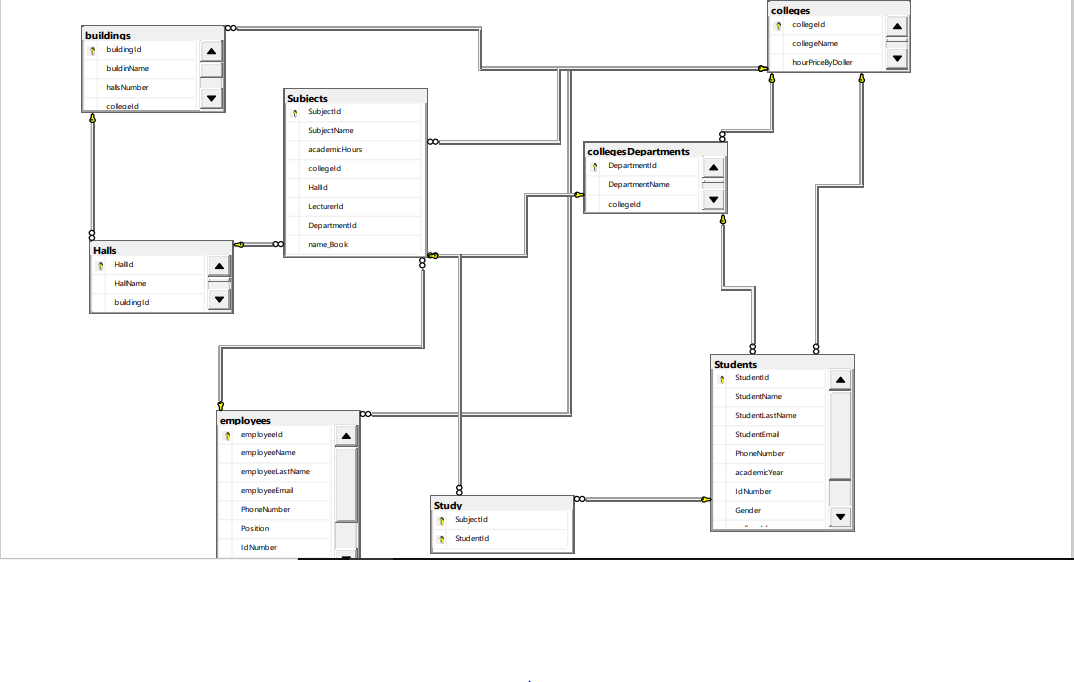 colleges
collegeId
collegeName
hourPriceByDoller
buildings
buildingId
buildinName
hallsNumber
collegeId
Subjects
SubjectId
SubjectName
academicHours
collegeId
HallId
LecturerId
DepartmentId
name_Book
collegesDepartments
DepartmentId
DepartmentName
collegeId
Halls
HallId
HallName
buildingId
Students
StudentId
StudentName
StudentLastName
StudentEmail
PhoneNumber
academicYear
IdNumber
Gender
employees
employeeId
employeeName
employeeLastName
employeeEmail
PhoneNumber
Position
IdNumber
Study
SubjectId
StudentId